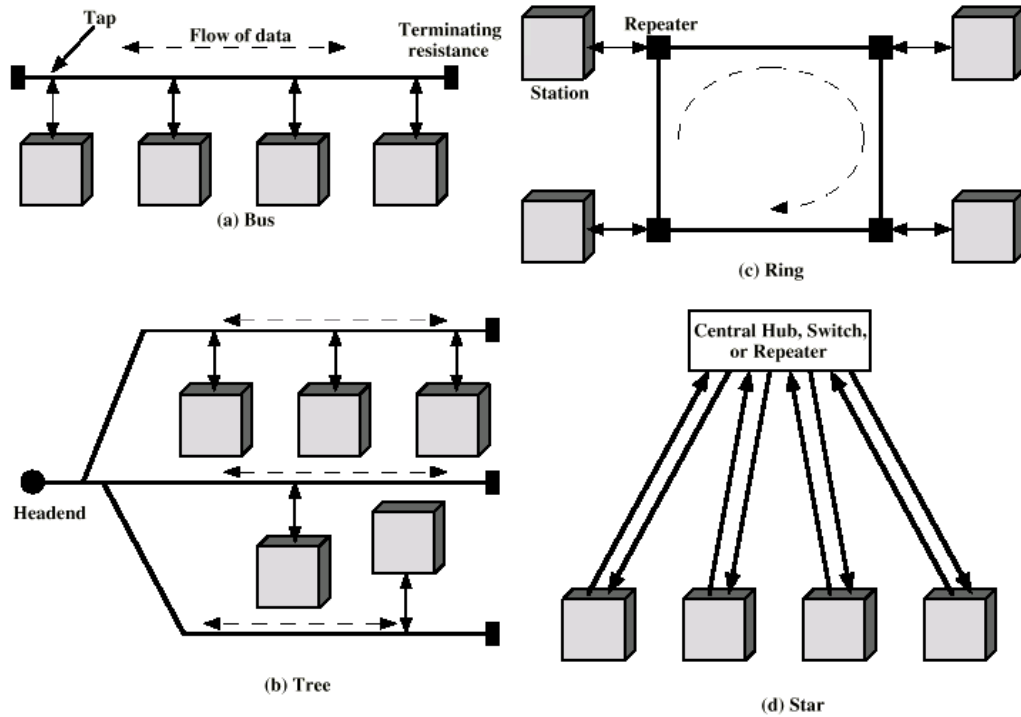 Tap
Flow of data
Terminating
resistance
(a) Bus
Repeater
Station
(c) Ring
Headend
(b) Tree
Central Hub, Switch,
or Repeater
(d) Star